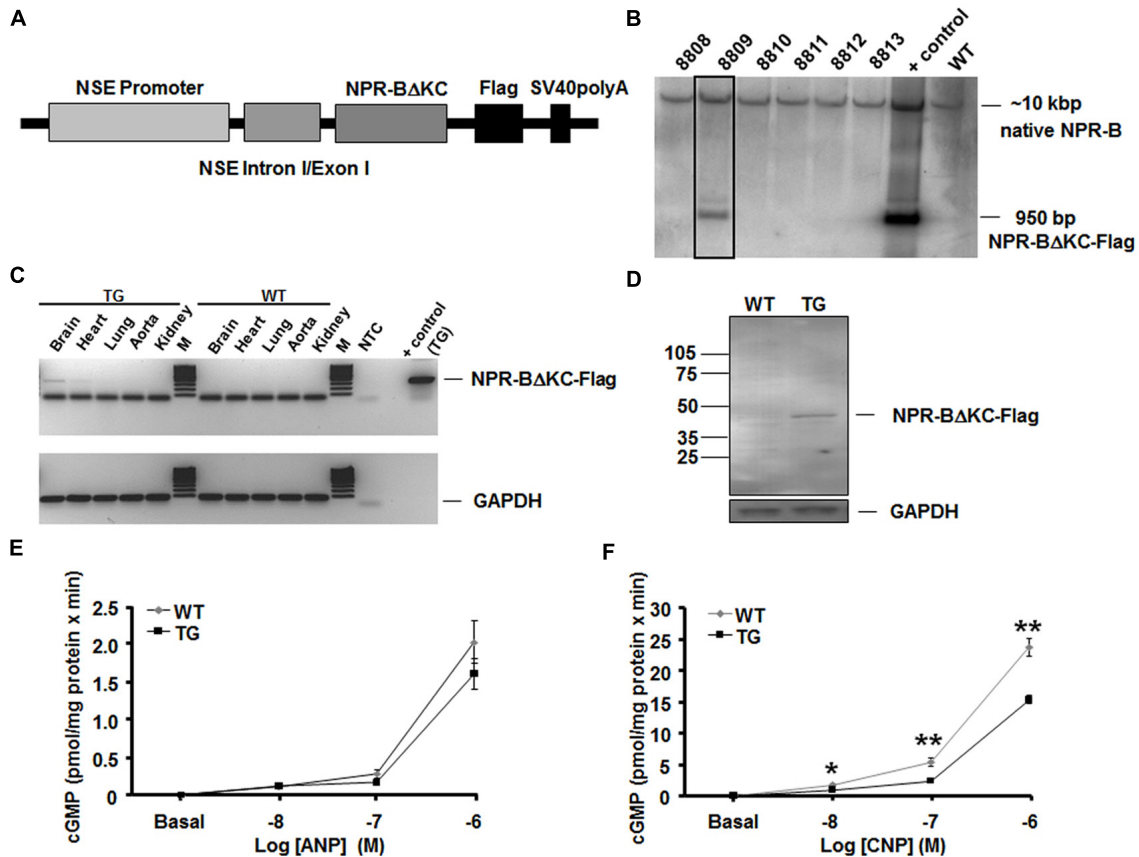 A
NSE Promoter
NPR-BΔKC
Flag
SV40polyA
NSE Intron I/Exon I
B
8808
8809
8810
8811
8812
8813
+ control
WT
~10 kbp
native NPR-B
950 bp
NPR-BΔKC-Flag
C
TG
WT
Brain
Heart
Lung
Aorta
Kidney
M
Brain
Heart
Lung
Aorta
Kidney
M
NTC
+ control
(TG)
NPR-BΔKC-Flag
GAPDH
D
WT
TG
105
75
50
35
25
NPR-BΔKC-Flag
GAPDH
E
cGMP (pmol/mg protein x min)
2.5
2.0
1.5
1.0
0.5
0
WT
TG
Basal
-8
-7
-6
Log [ANP] (M)
F
cGMP (pmol/mg protein x min)
30
25
20
15
10
5
0
WT
TG
*
**
**
Basal
-8
-7
-6
Log [CNP] (M)